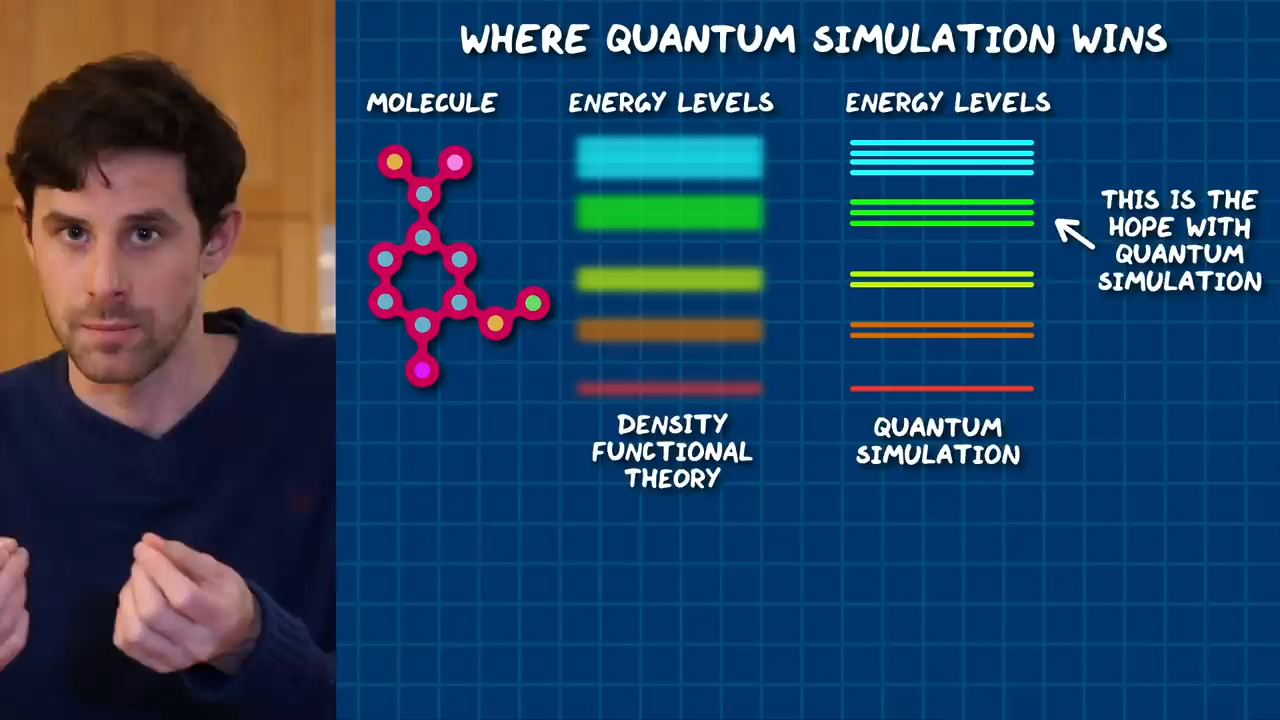 WHERE QUANTUM SIMULATION WINS
MOLECULE
ENERGY LEVELS
ENERGY LEVELS
THIS IS THE
HOPE WITH
QUANTUM
SIMULATION
DENSITY
FUNCTIONAL
THEORY
QUANTUM
SIMULATION